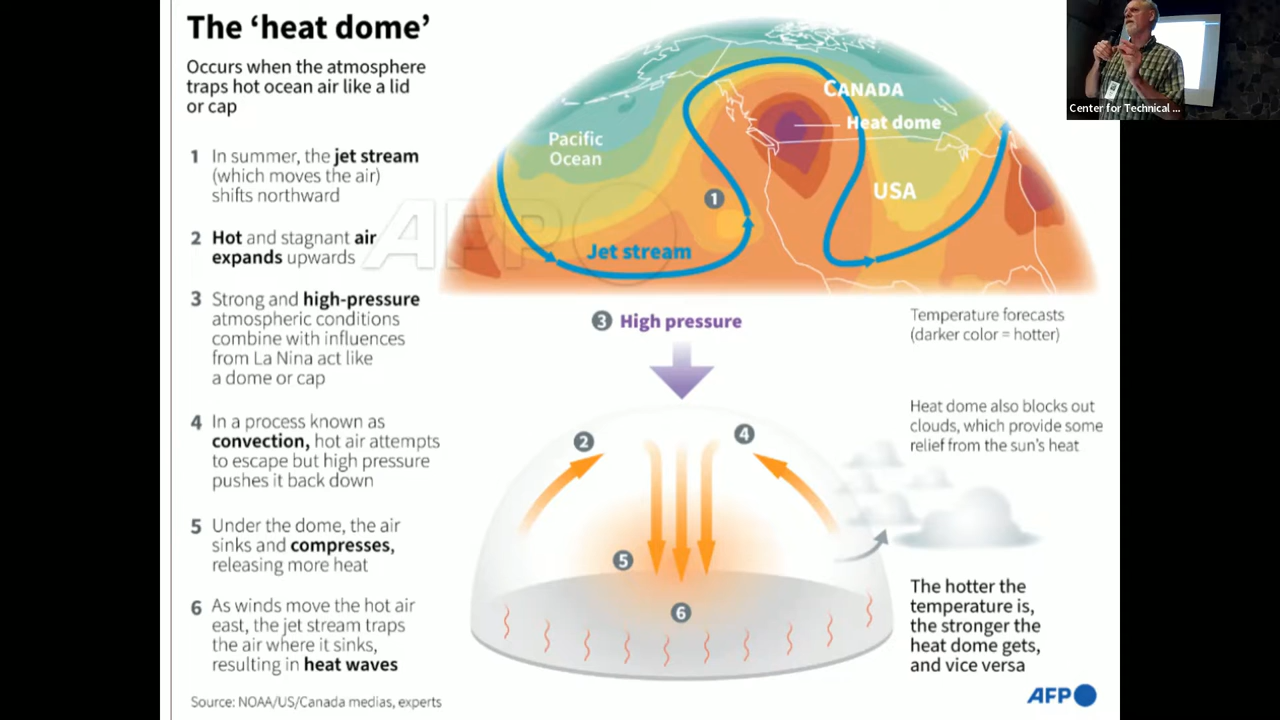 The ‘heat dome’
Occurs when the atmosphere
traps hot ocean air like a lid
or cap
1 In summer, the jet stream
(which moves the air)
shifts northward
2 Hot and stagnant air
expands upwards
3 Strong and high-pressure
atmospheric conditions
combine with influences
from La Nina act like
a dome or cap
4 In a process known as
convection, hot air attempts
to escape but high pressure
pushes it back down
5 Under the dome, the air
sinks and compresses,
releasing more heat
6 As winds move the hot air
east, the jet stream traps
the air where it sinks,
resulting in heat waves
Source: NOAA/US/Canada medias, experts
AFP
Pacific
Ocean
CANADA
Heat dome
USA
1
Jet stream
3 High pressure
Temperature forecasts
(darker color = hotter)
Heat dome also blocks out
clouds, which provide some
relief from the sun’s heat
2
4
5
6
The hotter the
temperature is,
the stronger the
heat dome gets,
and vice versa
AFP
Center for Technical ...